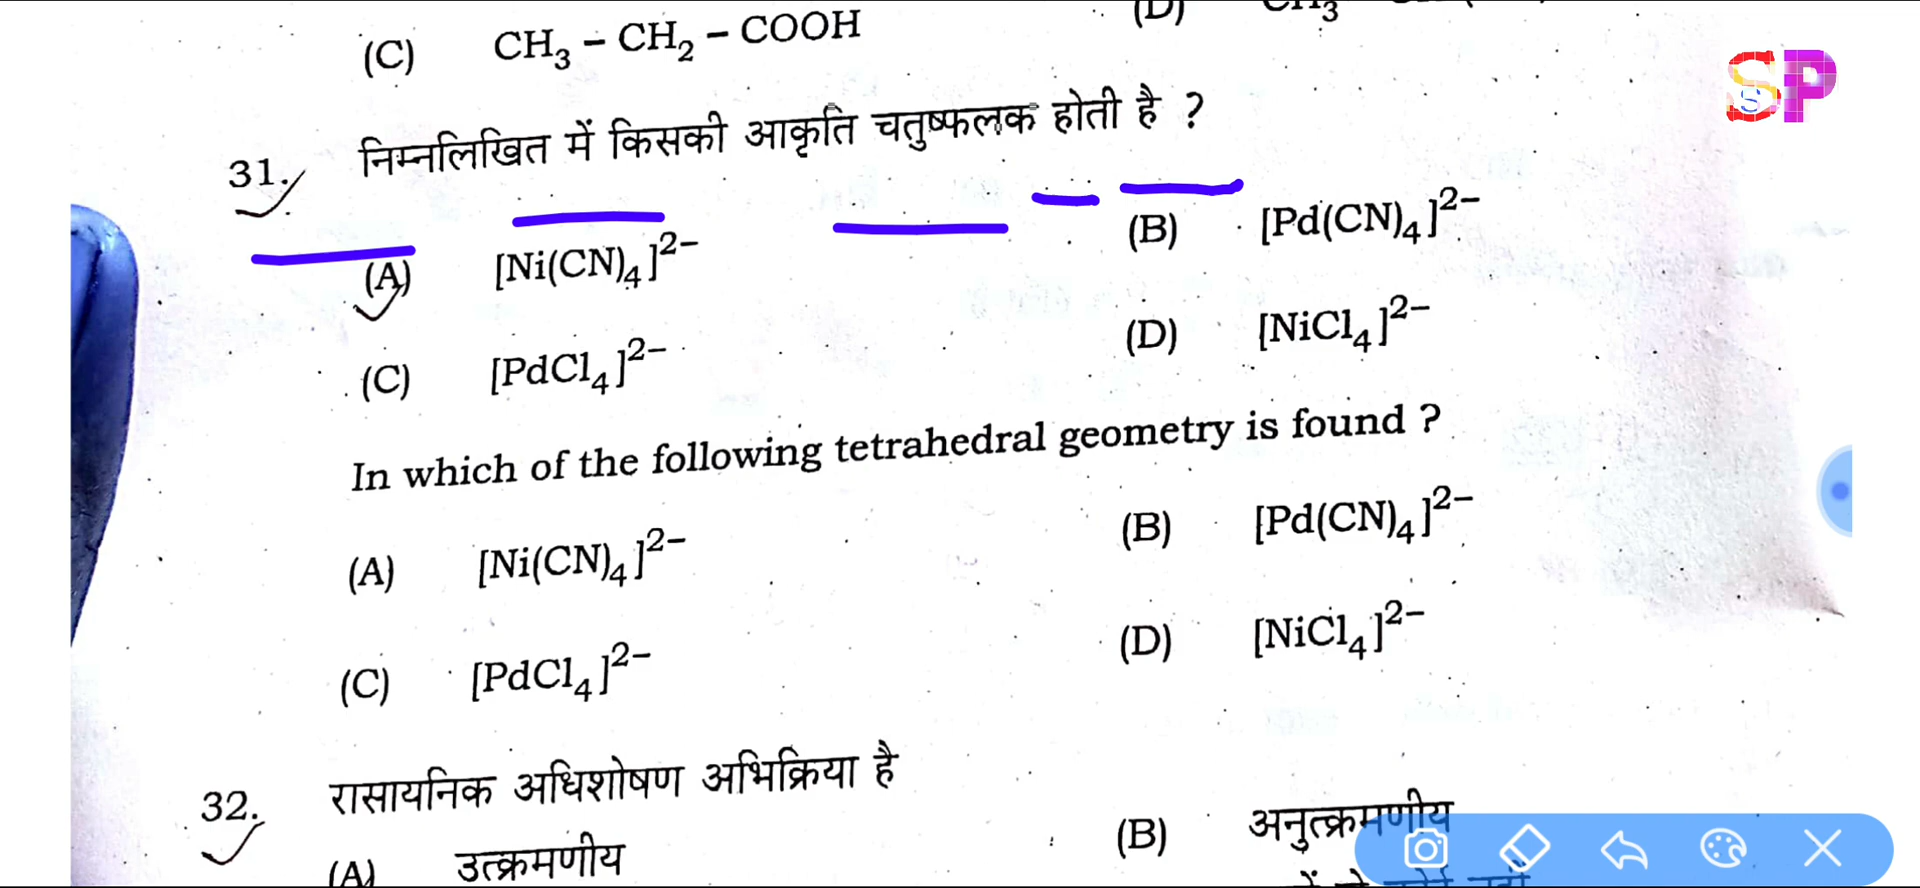 (C) CH₃ – CH₂ – COOH (D)
31. निम्नलिखित में किसकी आकृति चतुष्फलक होती है ?
(A) [Ni(CN)₄]²⁻ (B) [Pd(CN)₄]²⁻
(C) [PdCl₄]²⁻ (D) [NiCl₄]²⁻
In which of the following tetrahedral geometry is found ?
(A) [Ni(CN)₄]²⁻ (B) [Pd(CN)₄]²⁻
(C) [PdCl₄]²⁻ (D) [NiCl₄]²⁻
32. रासायनिक अधिशोषण अभिक्रिया है
(A) उत्क्रमणीय (B) अनुत्क्रमणीय
SSP